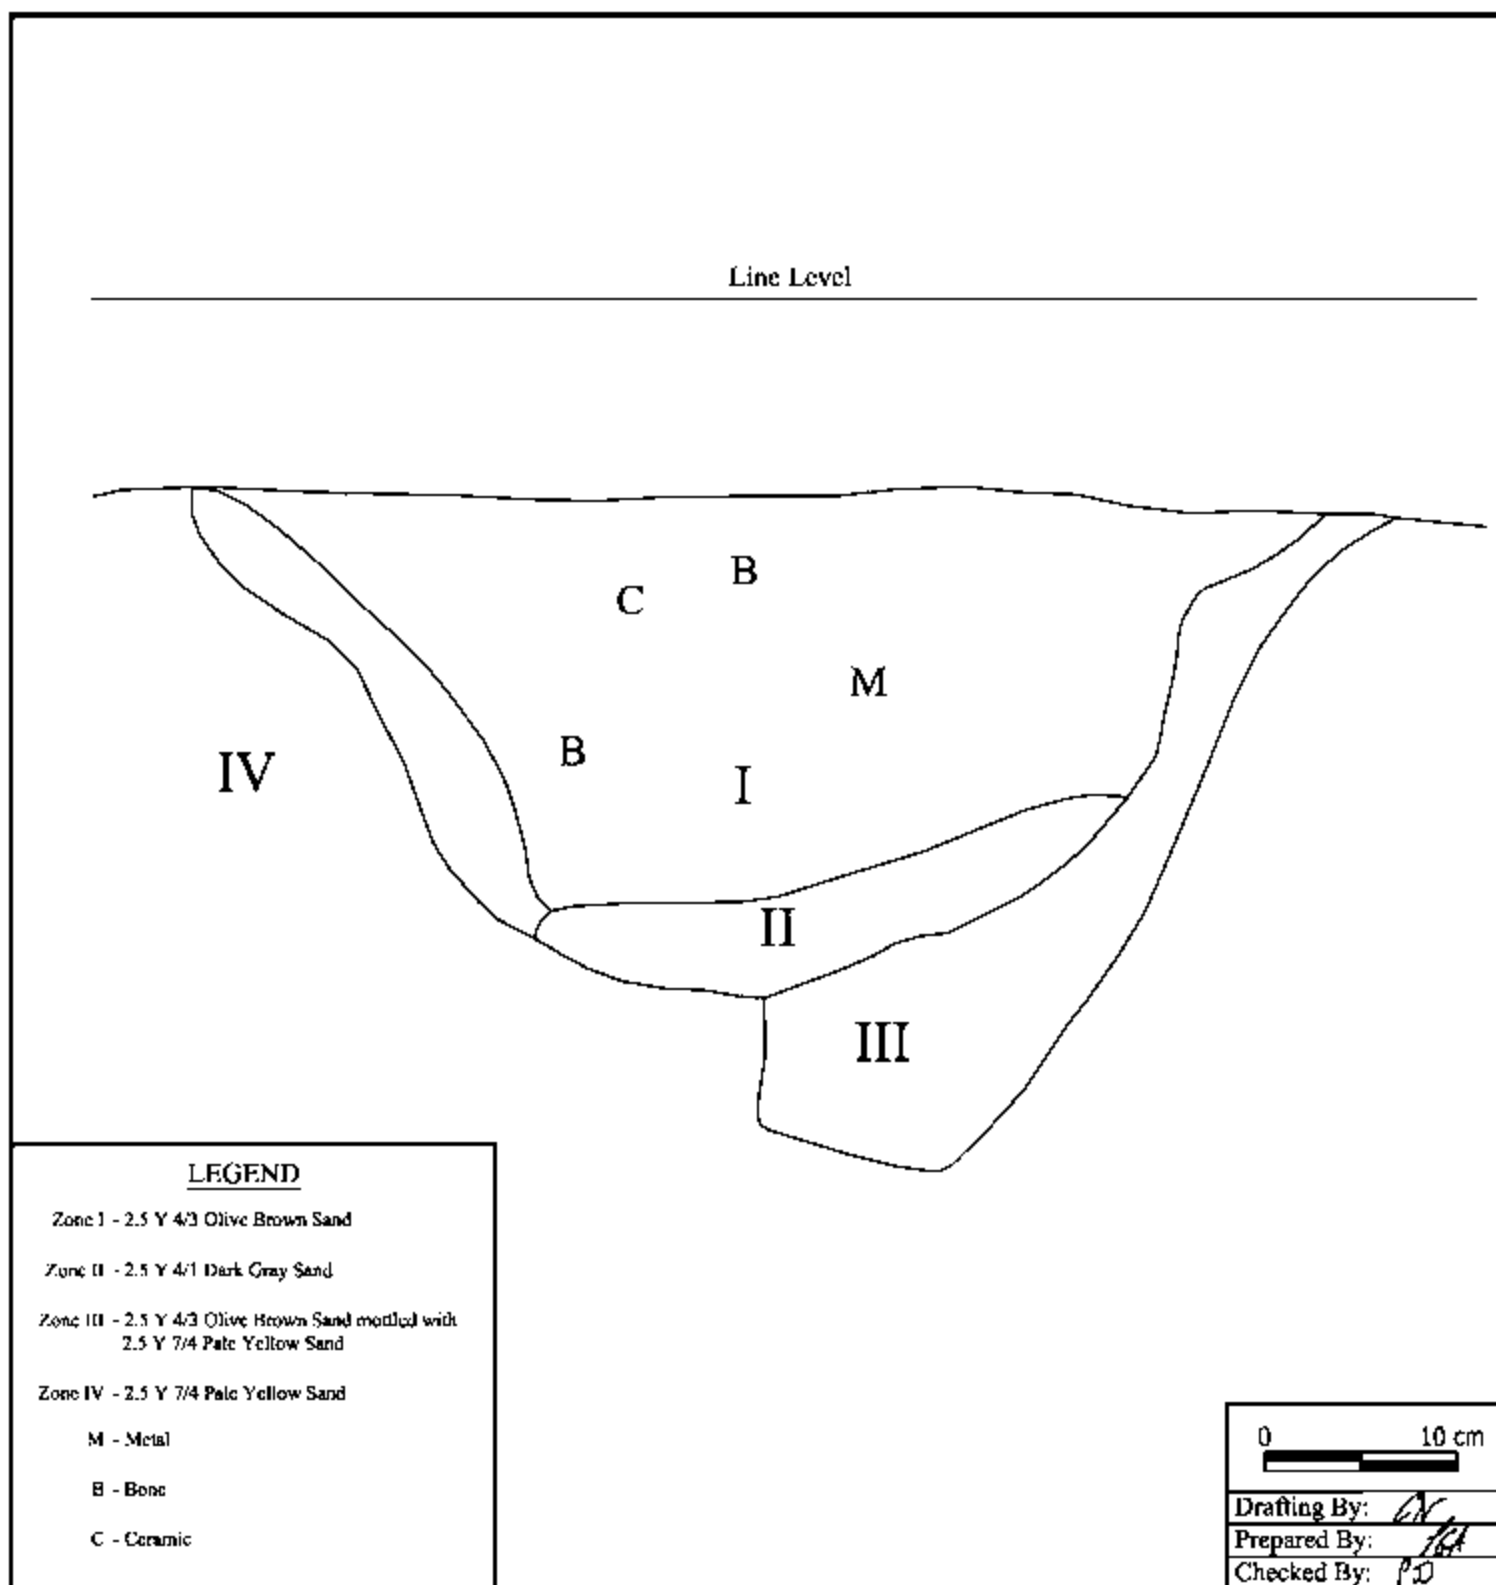 Line Level
B
C
M
B
IV
I
II
III
LEGEND
Zone I - 2.5 Y 4/3 Olive Brown Sand
Zone II - 2.5 Y 4/1 Dark Gray Sand
Zone III - 2.5 Y 4/3 Olive Brown Sand mottled with
2.5 Y 7/4 Pale Yellow Sand
Zone IV - 2.5 Y 7/4 Pale Yellow Sand
M - Metal
B - Bone
C - Ceramic
0 10 cm
Drafting By:
Prepared By:
Checked By: